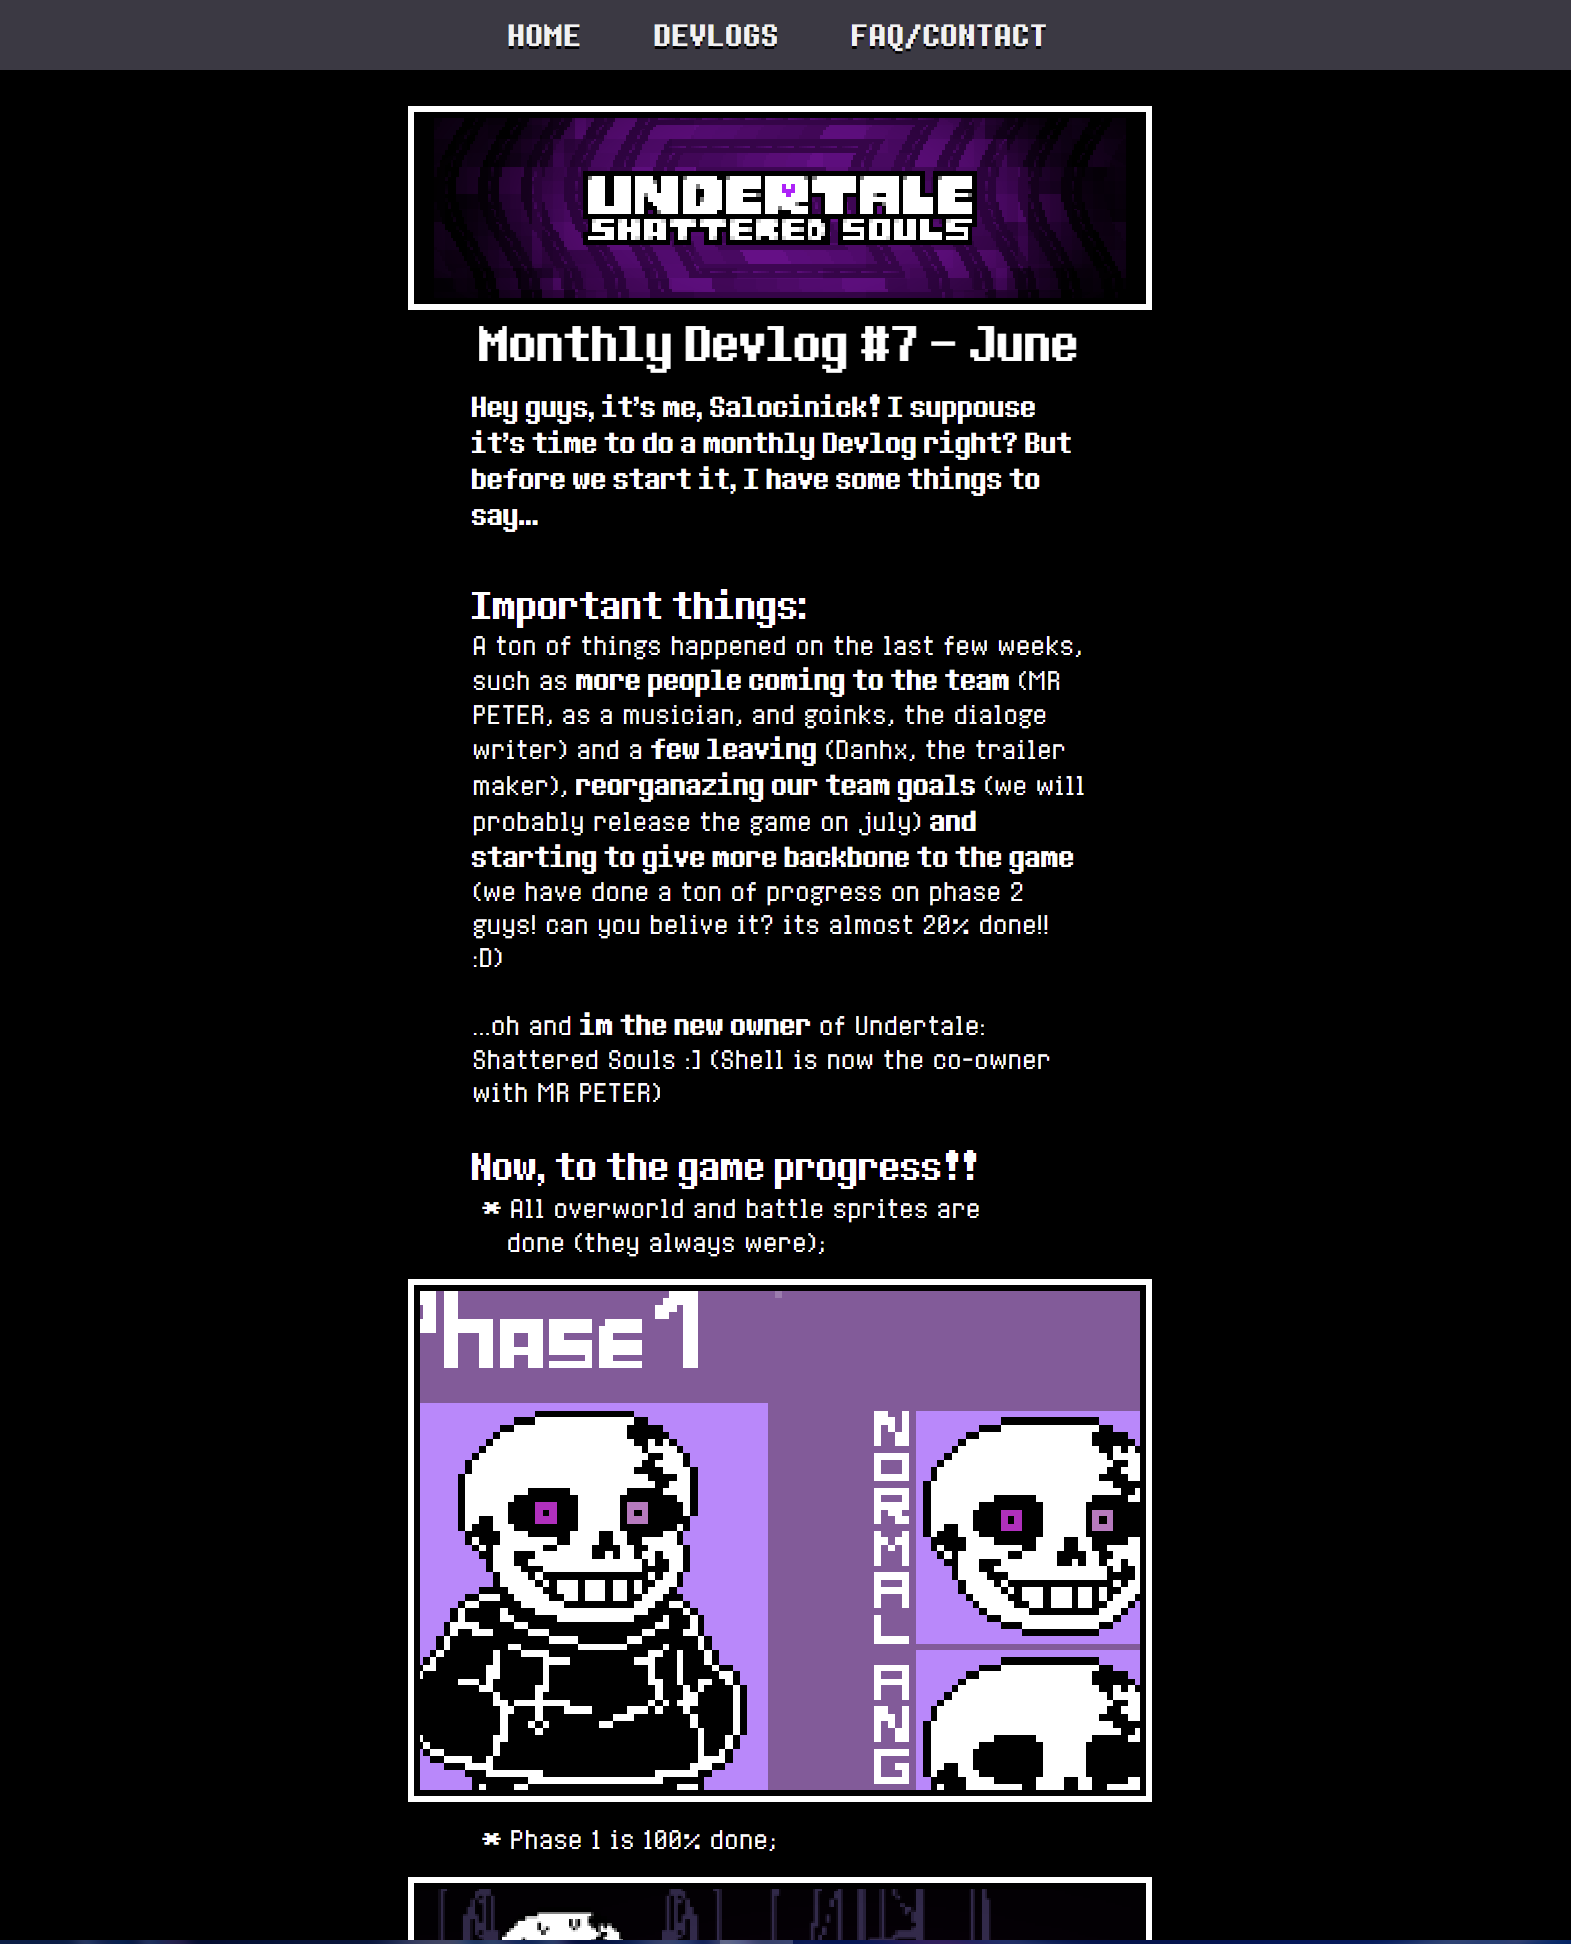 HOME DEVLOGS FAQ/CONTACT
UNDERTALE
SHATTERED SOULS
Monthly Devlog #7 - June
Hey guys, it's me, Salocinick! I suppouse
it's time to do a monthly Devlog right? But
before we start it, I have some things to
say...
Important things:
A ton of things happened on the last few weeks,
such as more people coming to the team (MR
PETER, as a musician, and goinks, the dialoge
writer) and a few leaving (Danhx, the trailer
maker), reorganazing our team goals (we will
probably release the game on july) and
starting to give more backbone to the game
(we have done a ton of progress on phase 2
guys! can you belive it? its almost 20% done!!
:D)
...oh and im the new owner of Undertale:
Shattered Souls :] (Shell is now the co-owner
with MR PETER)
Now, to the game progress!!
* All overworld and battle sprites are
done (they always were);
Phase 1
NORMAL
ANG
* Phase 1 is 100% done;